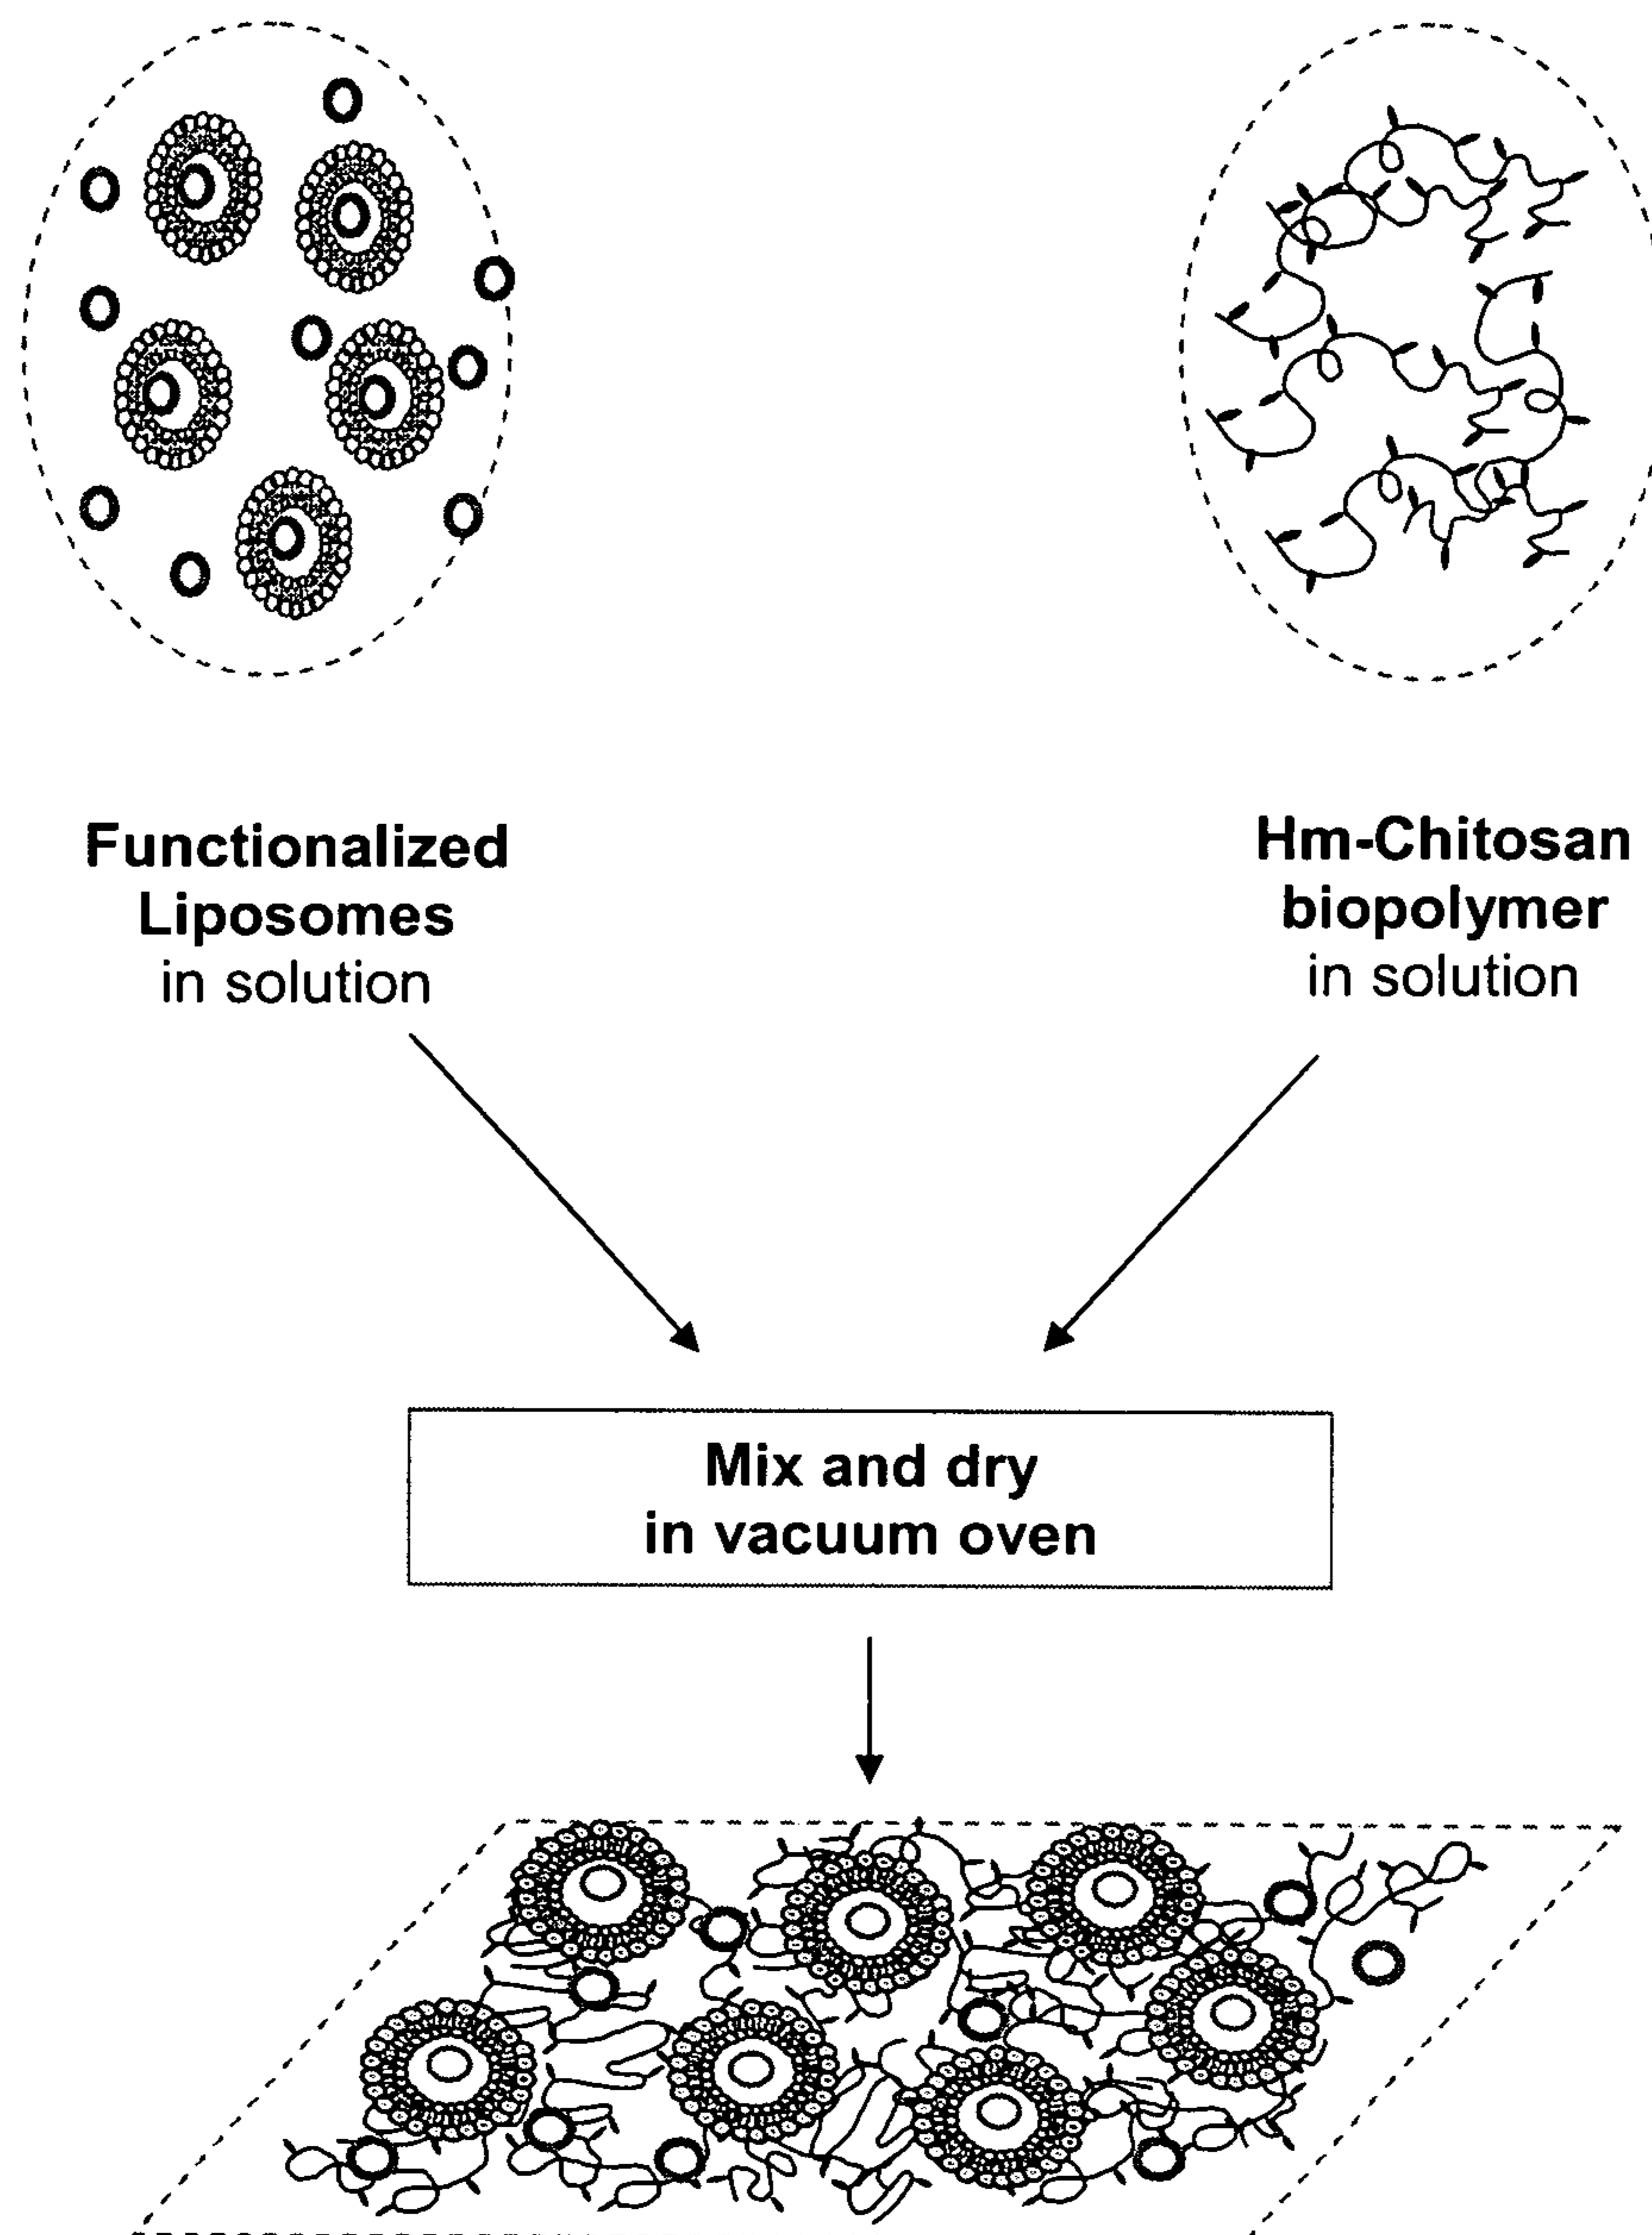 Functionalized
Liposomes
in solution
Hm-Chitosan
biopolymer
in solution
Mix and dry
in vacuum oven